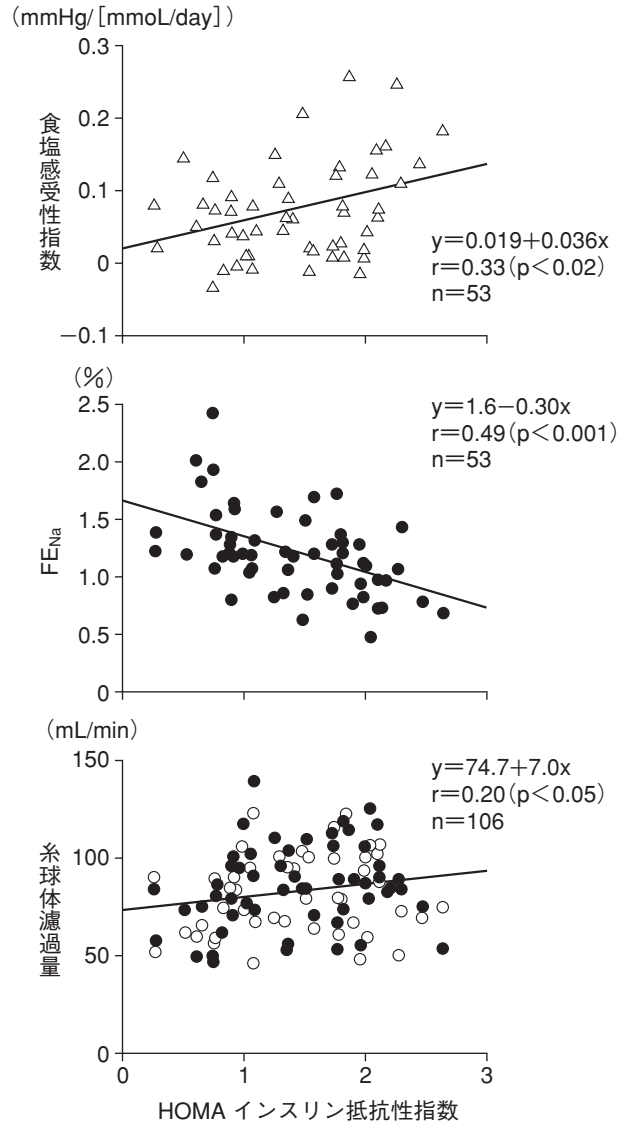 （mmHg/［mmoL/day］）
0.3
0.2
0.1
0
−0.1
食塩感受性指数
y＝0.019＋0.036x
r＝0.33（p＜0.02）
n＝53
（％）
2.5
2.0
1.5
1.0
0.5
0
FENa
y＝1.6−0.30x
r＝0.49（p＜0.001）
n＝53
（mL/min）
150
100
50
0
糸球体濾過量
y＝74.7＋7.0x
r＝0.20（p＜0.05）
n＝106
0 1 2 3
HOMA インスリン抵抗性指数